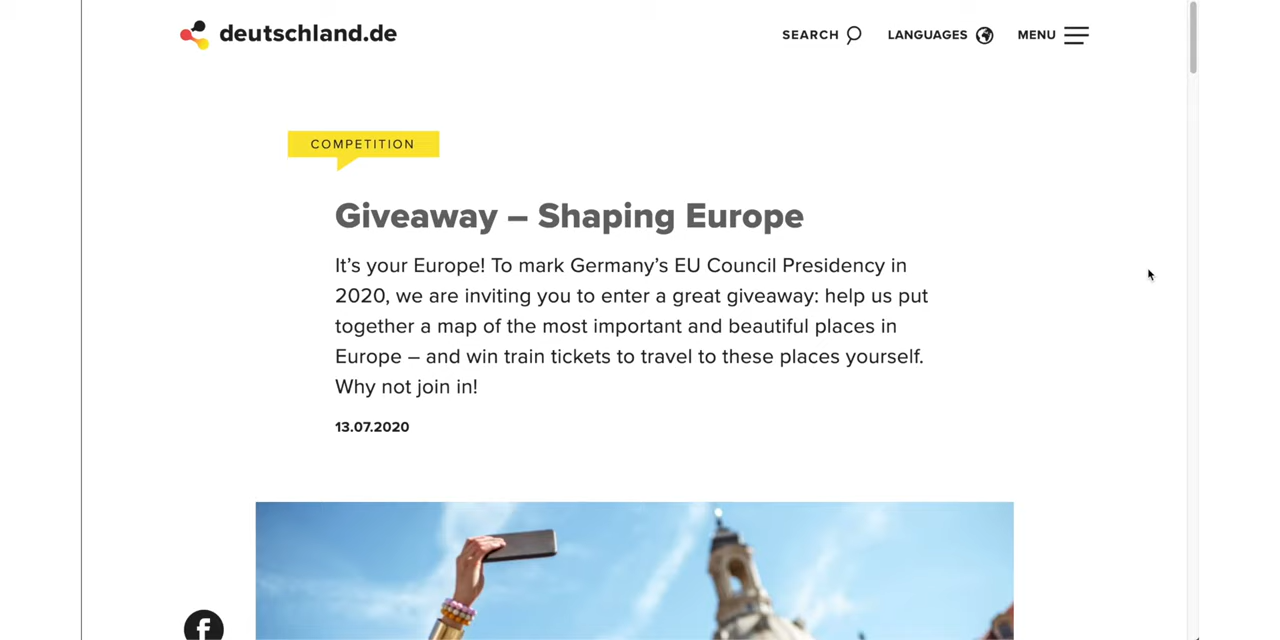 deutschland.de
SEARCH LANGUAGES MENU
COMPETITION
Giveaway – Shaping Europe
It’s your Europe! To mark Germany’s EU Council Presidency in
2020, we are inviting you to enter a great giveaway: help us put
together a map of the most important and beautiful places in
Europe – and win train tickets to travel to these places yourself.
Why not join in!
13.07.2020